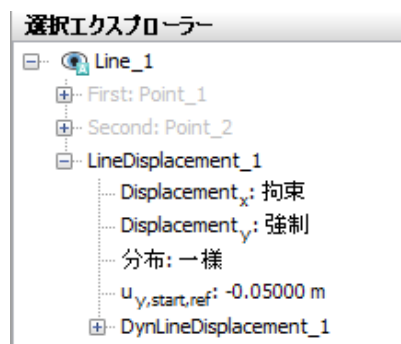 選択エクスプローラー
Line_1
First: Point_1
Second: Point_2
LineDisplacement_1
Displacementx: 拘束
Displacementy: 強制
分布: 一様
uy,start,ref: -0.05000 m
DynLineDisplacement_1